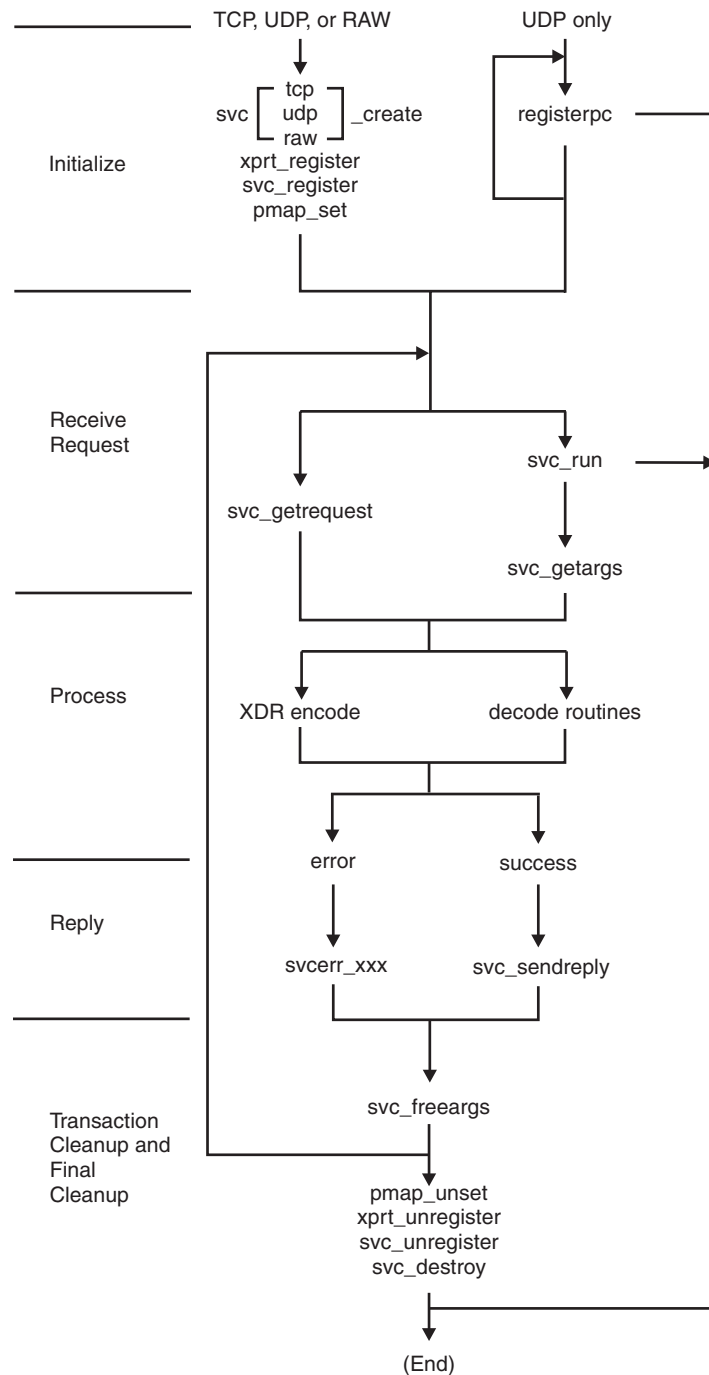 TCP, UDP, or RAW
UDP only
tcp
svc udp _create
raw
registerpc
Initialize
xprt_register
svc_register
pmap_set
Receive
Request
svc_run
svc_getrequest
svc_getargs
Process
XDR encode
decode routines
error
success
Reply
svcerr_xxx
svc_sendreply
svc_freeargs
Transaction
Cleanup and
Final
Cleanup
pmap_unset
xprt_unregister
svc_unregister
svc_destroy
(End)